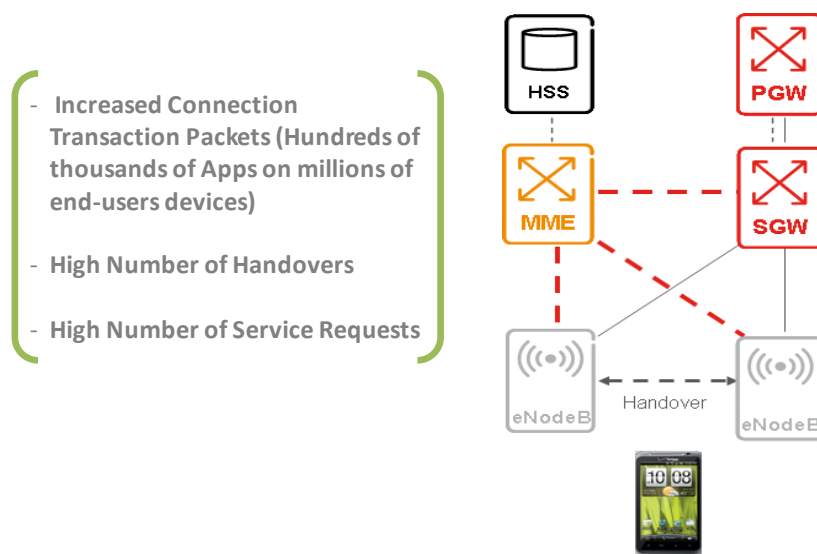 - Increased Connection
Transaction Packets (Hundreds of
thousands of Apps on millions of
end-users devices)
- High Number of Handovers
- High Number of Service Requests
HSS
PGW
MME
SGW
eNodeB
Handover
eNodeB
10 08